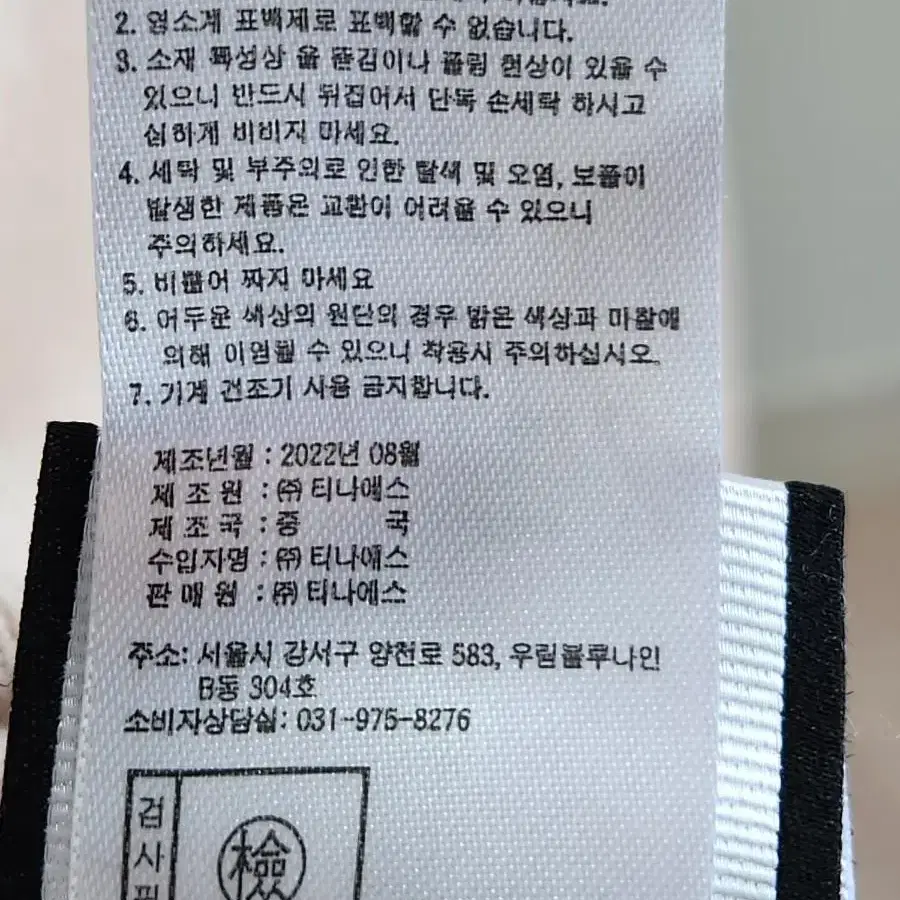 2. 염소계 표백제로 표백할 수 없습니다.
3. 소재 특성상 올 뜯김이나 풀림 현상이 있을 수
있으니 반드시 뒤집어서 단독 손세탁 하시고
심하게 비비지 마세요.
4. 세탁 및 부주의로 인한 탈색 및 오염, 보풀이
발생한 제품은 교환이 어려울 수 있으니
주의하세요.
5. 비틀어 짜지 마세요
6. 어두운 색상의 원단의 경우 밝은 색상과 마찰에
의해 이염될 수 있으니 착용시 주의하십시오.
7. 기계 건조기 사용 금지합니다.
제조년월 : 2022년 08월
제 조 원 : ㈜ 티나에스
제 조 국 : 중 국
수입자명 : ㈜ 티나에스
판 매 원 : ㈜ 티나에스
주소: 서울시 강서구 양천로 583, 우림블루나인
B동 304호
소비자상담실: 031-975-8276
검
사
필
檢